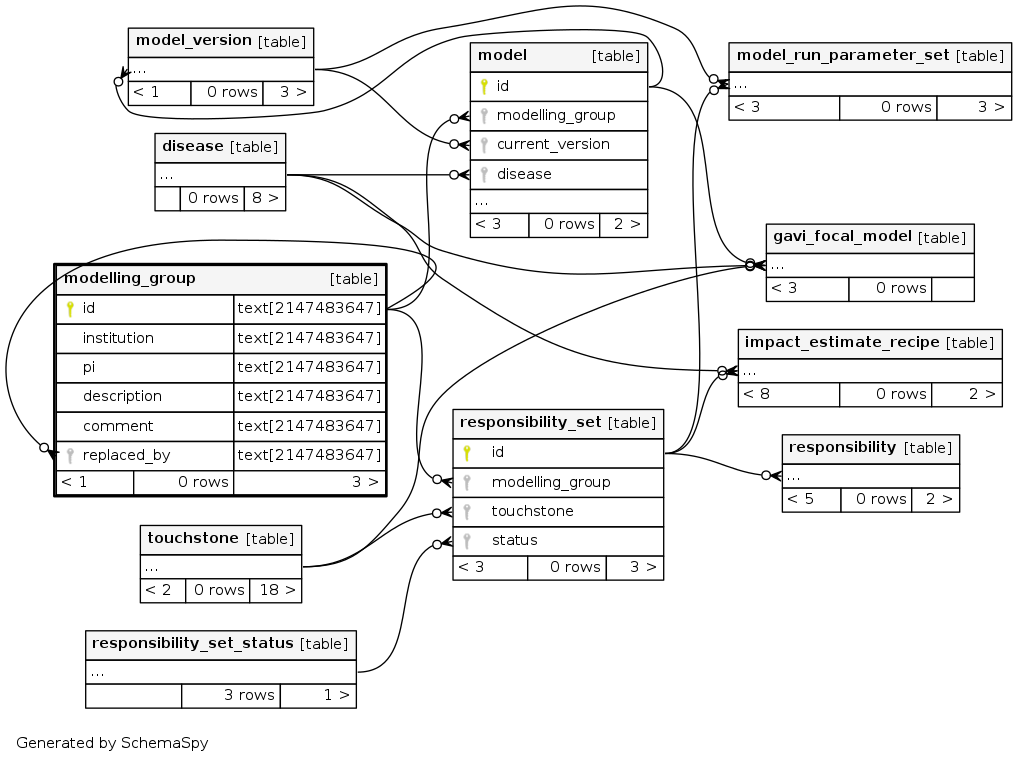 model_version [table]
...
< 1 0 rows 3 >
model [table]
id
modelling_group
current_version
disease
...
< 3 0 rows 2 >
model_run_parameter_set [table]
...
< 3 0 rows 3 >
disease [table]
...
0 rows 8 >
gavi_focal_model [table]
...
< 3 0 rows
modelling_group [table]
id text[2147483647]
institution text[2147483647]
pi text[2147483647]
description text[2147483647]
comment text[2147483647]
replaced_by text[2147483647]
< 1 0 rows 3 >
impact_estimate_recipe [table]
...
< 8 0 rows 2 >
responsibility_set [table]
id
modelling_group
touchstone
status
< 3 0 rows 3 >
responsibility [table]
...
< 5 0 rows 2 >
touchstone [table]
...
< 2 0 rows 18 >
responsibility_set_status [table]
...
3 rows 1 >
Generated by SchemaSpy